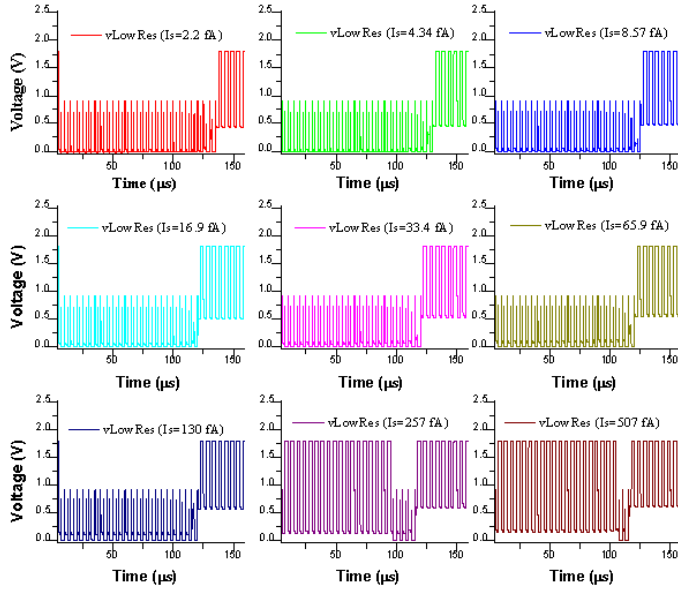 2.5 vLowRes (Is=2.2 fA) 2.5 vLowRes (Is=4.34 fA) 2.5 vLowRes (Is=8.57 fA)
2.0 2.0 2.0
1.5 1.5 1.5
1.0 1.0 1.0
0.5 0.5 0.5
0.0 0.0 0.0
Voltage (V)
50 100 150 50 100 150 50 100 150
Time (µs) Time (µs) Time (µs)
2.5 vLowRes (Is=16.9 fA) 2.5 vLowRes (Is=33.4 fA) 2.5 vLowRes (Is=65.9 fA)
2.0 2.0 2.0
1.5 1.5 1.5
1.0 1.0 1.0
0.5 0.5 0.5
0.0 0.0 0.0
Voltage (V)
50 100 150 50 100 150 50 100 150
Time (µs) Time (µs) Time (µs)
2.5 vLowRes (Is=130 fA) 2.5 vLowRes (Is=257 fA) 2.5 vLowRes (Is=507 fA)
2.0 2.0 2.0
1.5 1.5 1.5
1.0 1.0 1.0
0.5 0.5 0.5
0.0 0.0 0.0
Voltage (V)
50 100 150 50 100 150 50 100 150
Time (µs) Time (µs) Time (µs)